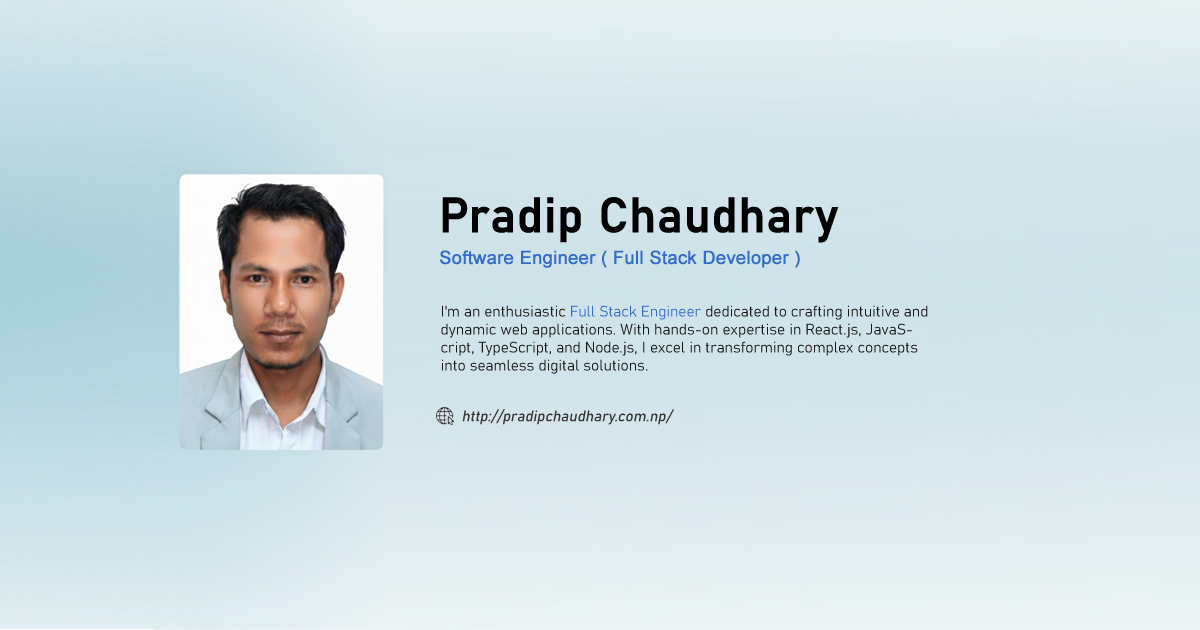 Pradip Chaudhary
Software Engineer ( Full Stack Developer )
I'm an enthusiastic Full Stack Engineer dedicated to crafting intuitive and
dynamic web applications. With hands-on expertise in React.js, JavaS-
cript, TypeScript, and Node.js, I excel in transforming complex concepts
into seamless digital solutions.
http://pradipchaudhary.com.np/